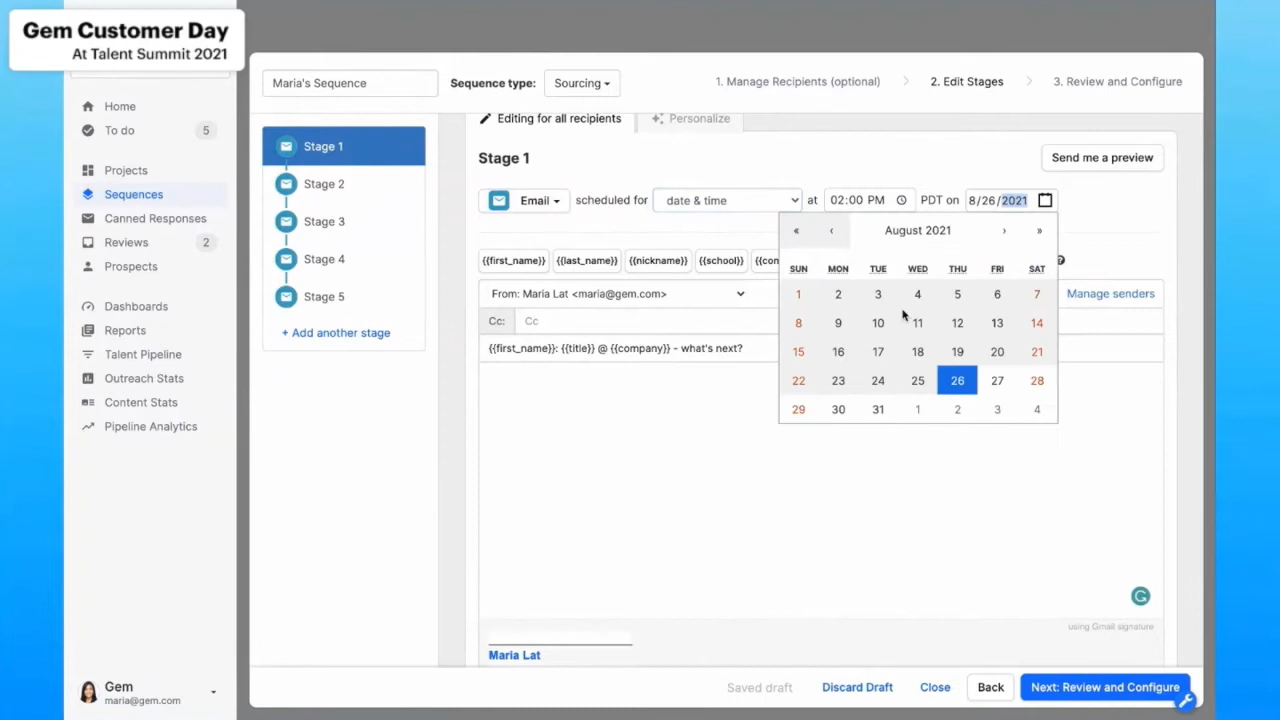 Gem Customer Day
At Talent Summit 2021
Home
To do 5
Projects
Sequences
Canned Responses
Reviews 2
Prospects
Dashboards
Reports
Talent Pipeline
Outreach Stats
Content Stats
Pipeline Analytics
Gem
maria@gem.com
Maria's Sequence Sequence type: Sourcing 1. Manage Recipients (optional) 2. Edit Stages 3. Review and Configure
Stage 1
Stage 2
Stage 3
Stage 4
Stage 5
+ Add another stage
Editing for all recipients Personalize
Stage 1 Send me a preview
Email scheduled for date & time at 02:00 PM PDT on 8/26/2021
« ‹ August 2021 › »
SUN MON TUE WED THU FRI SAT
1 2 3 4 5 6 7
8 9 10 11 12 13 14
15 16 17 18 19 20 21
22 23 24 25 26 27 28
29 30 31 1 2 3 4
{{first_name}} {{last_name}} {{nickname}} {{school}} {{con
From: Maria Lat <maria@gem.com> Manage senders
Cc: Cc
{{first_name}}: {{title}} @ {{company}} - what's next?
using Gmail signature
Maria Lat
Saved draft Discard Draft Close Back Next: Review and Configure